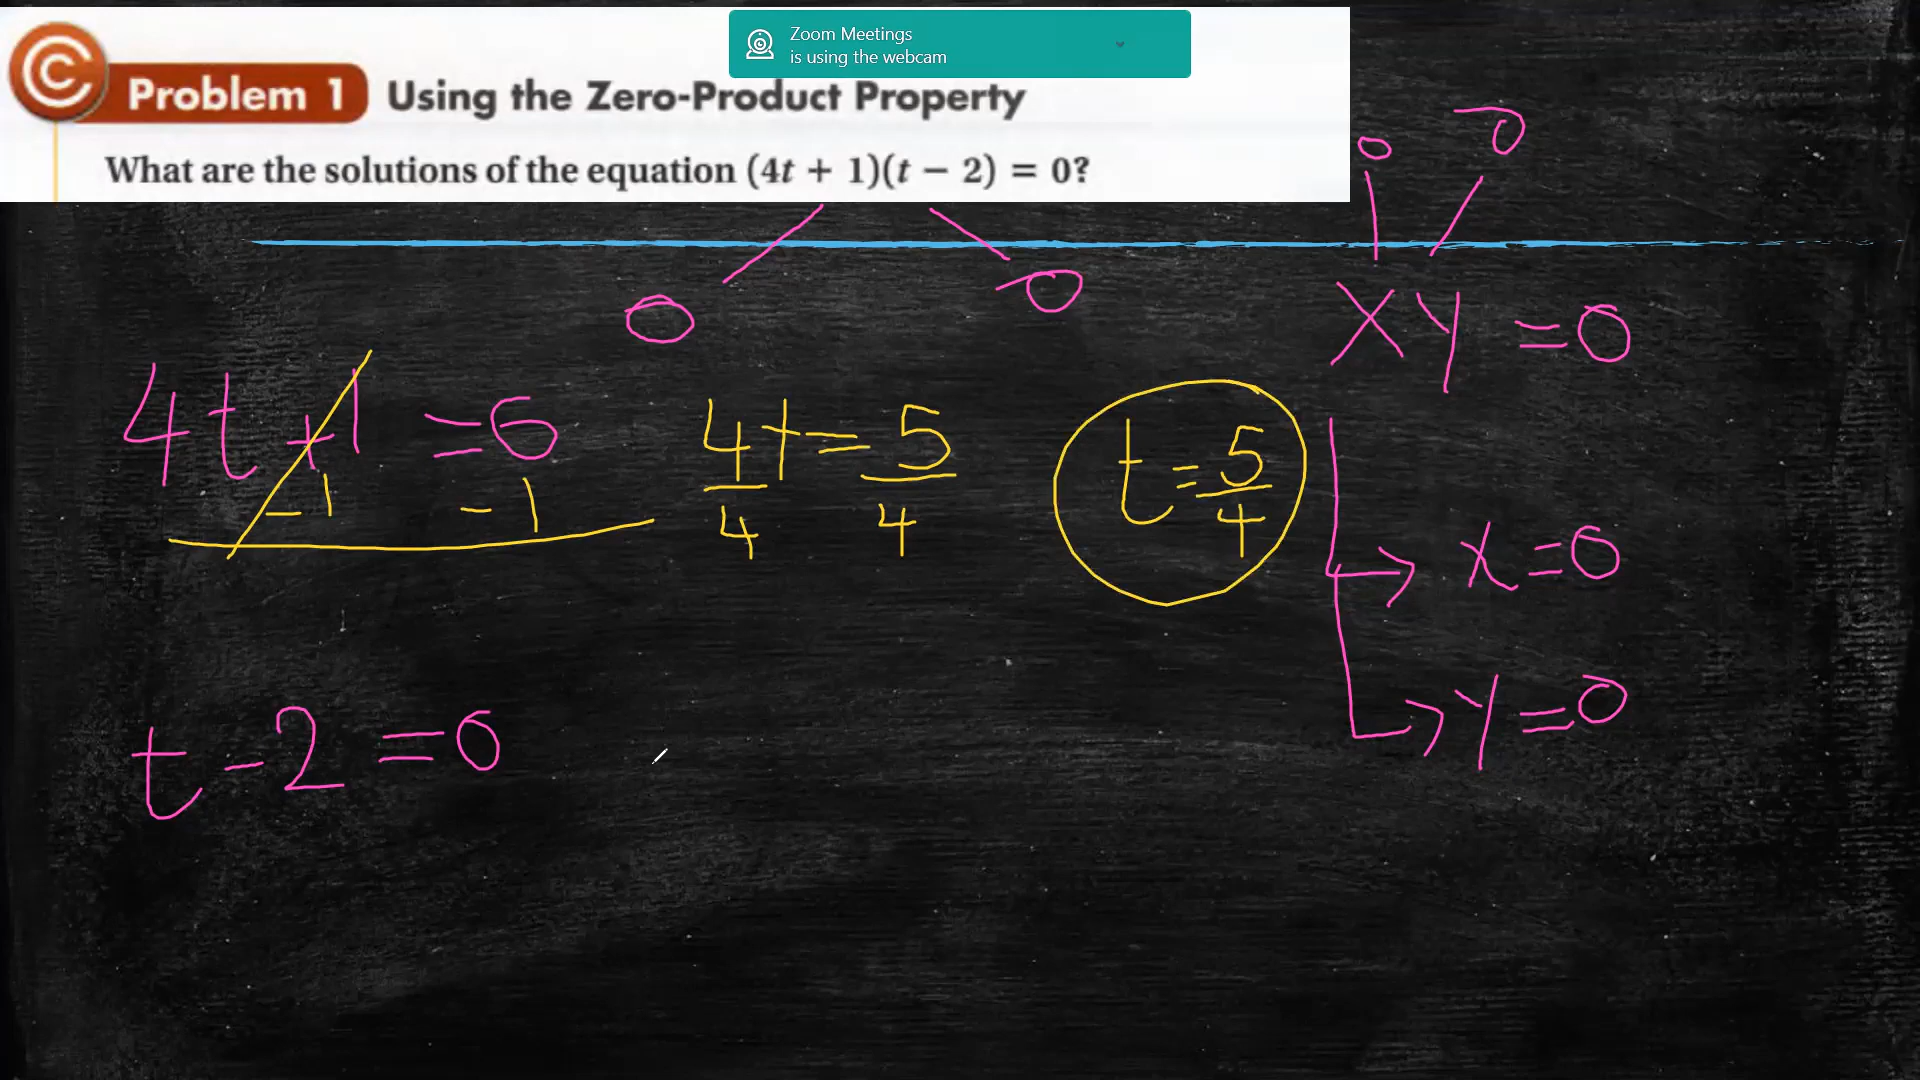 Zoom Meetings
is using the webcam
Problem 1 Using the Zero-Product Property
What are the solutions of the equation (4t + 1)(t − 2) = 0?
0 0
0 0
XY = 0
4t +1 = 6
-1 -1
4t = 5
4 4
t = 5
4
x = 0
t - 2 = 0
y = 0